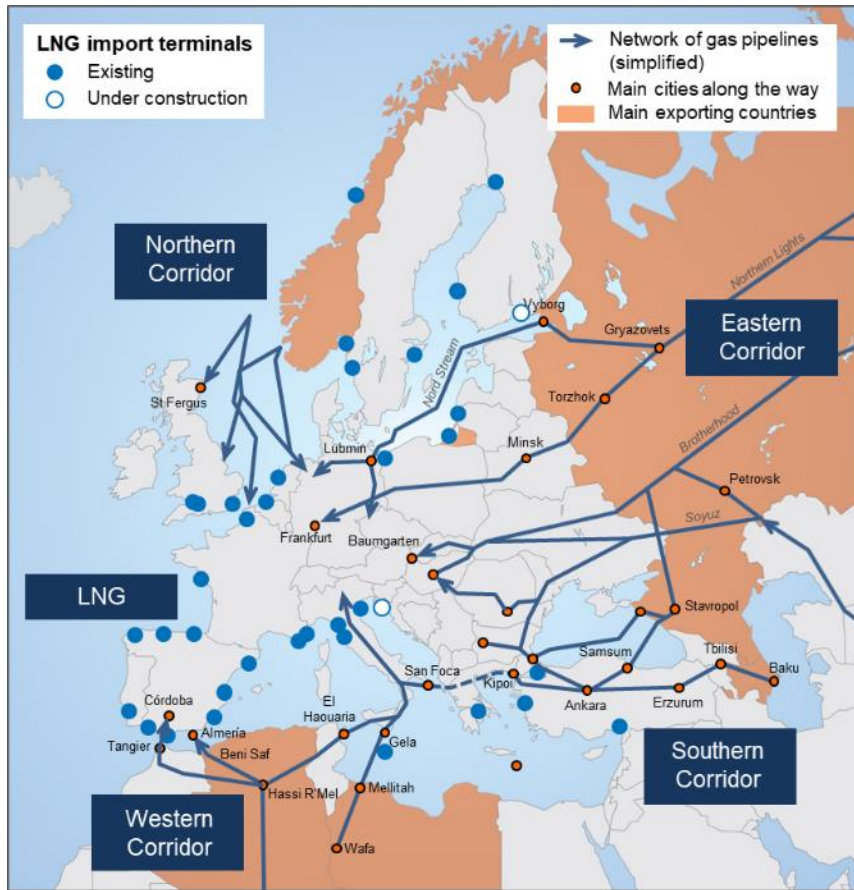 LNG import terminals
Existing
Under construction
Network of gas pipelines
(simplified)
Main cities along the way
Main exporting countries
Northern
Corridor
Northern Lights
Vyborg
Gryazovets
Eastern
Corridor
St Fergus
Nord Stream
Torzhok
Brotherhood
Lubmin
Minsk
Petrovsk
Soyuz
Frankfurt
Baumgarten
LNG
Stavropol
Samsum
Tbilisi
San Foca
Kipoi
Baku
Córdoba
El
Haouaria
Ankara
Erzurum
Almería
Gela
Tangier
Beni Saf
Southern
Corridor
Hassi R'Mel
Mellitah
Western
Corridor
Wafa